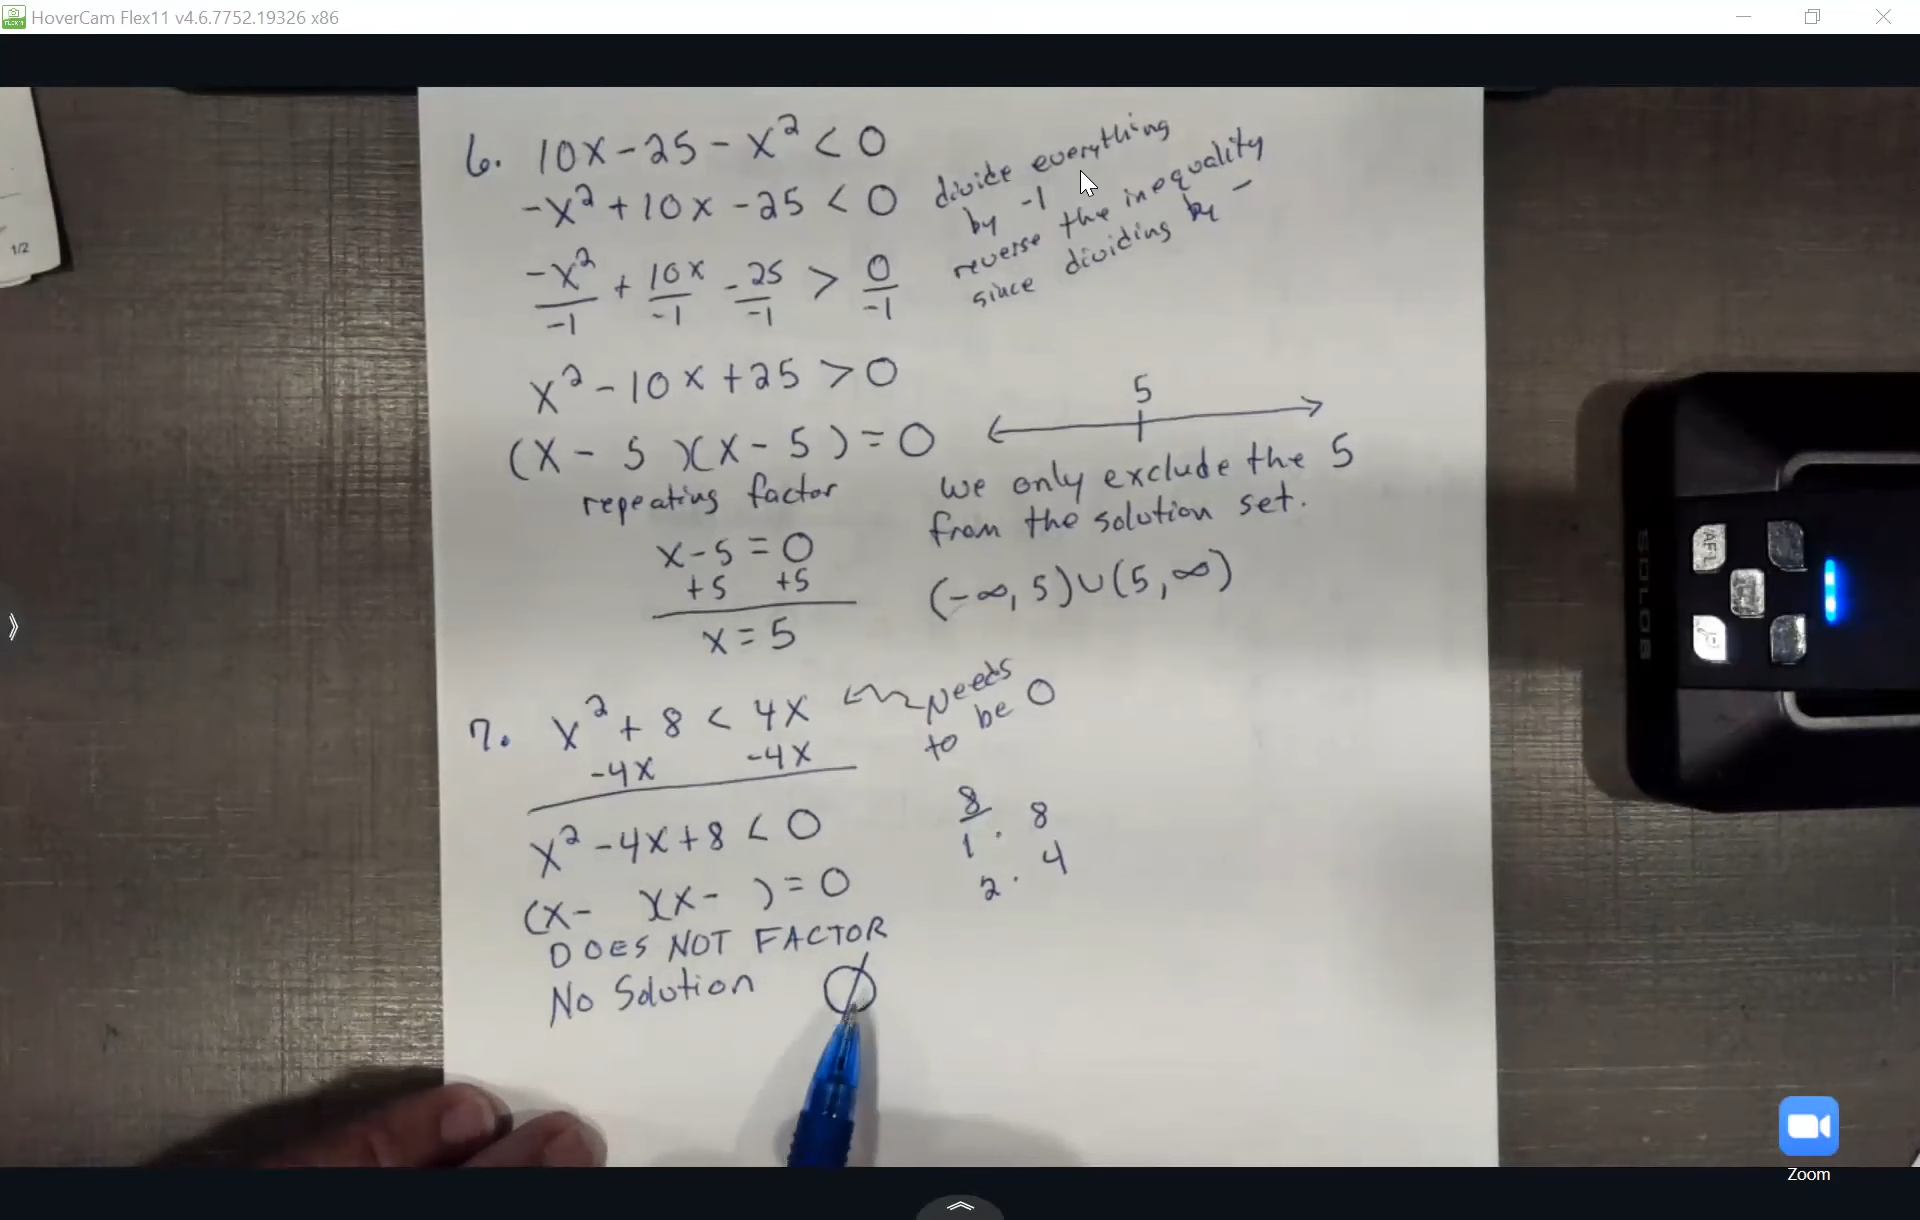 HoverCam Flex11 v4.6.7752.19326 x86
1/2
6. 10x - 25 - x² < 0
-x² + 10x - 25 < 0
divide everything
by -1
reverse the inequality
since dividing by -
-x²/-1 + 10x/-1 - 25/-1 > 0/-1
x² - 10x + 25 > 0
(x - 5)(x - 5) = 0
repeating factor
x - 5 = 0
+5 +5
x = 5
5
We only exclude the 5
from the solution set.
(-∞, 5) ∪ (5, ∞)
7. x² + 8 < 4x
Needs
to be 0
-4x -4x
x² - 4x + 8 < 0
(x - )(x - ) = 0
DOES NOT FACTOR
No Solution ∅
8
1 · 8
2 · 4
SOLOB
AF
Zoom